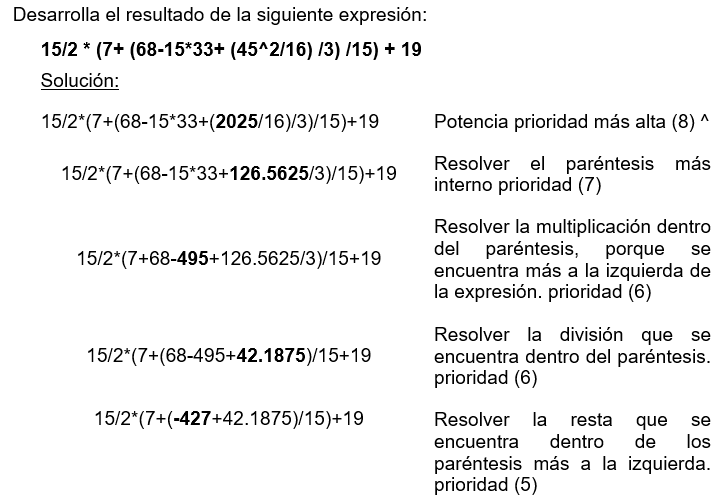 Desarrolla el resultado de la siguiente expresión:
15/2 * (7+ (68-15*33+ (45^2/16) /3) /15) + 19
Solución:
15/2*(7+(68-15*33+(2025/16)/3)/15)+19
Potencia prioridad más alta (8) ^
15/2*(7+(68-15*33+126.5625/3)/15)+19
Resolver el paréntesis más
interno prioridad (7)
15/2*(7+68-495+126.5625/3)/15+19
Resolver la multiplicación dentro
del paréntesis, porque se
encuentra más a la izquierda de
la expresión. prioridad (6)
15/2*(7+(68-495+42.1875)/15+19
Resolver la división que se
encuentra dentro del paréntesis.
prioridad (6)
15/2*(7+(-427+42.1875)/15)+19
Resolver la resta que se
encuentra dentro de los
paréntesis más a la izquierda.
prioridad (5)